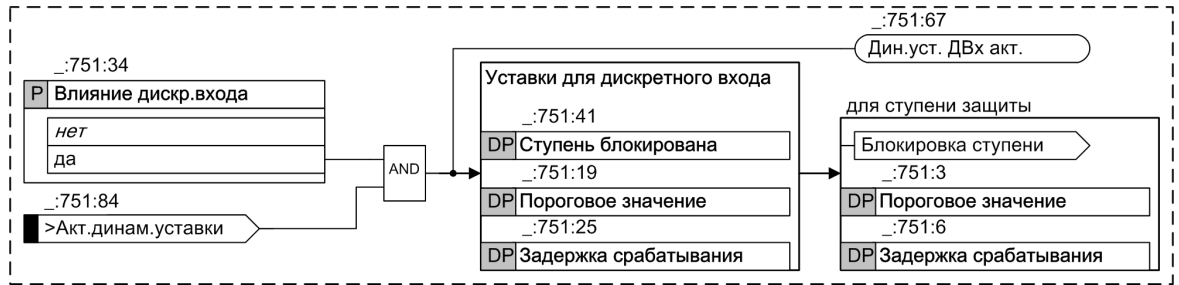 _:751:67
Дин.уст. ДВх акт.
_:751:34
P Влияние дискр.входа
нет
да
_:751:84
>Акт.динам.уставки
AND
Уставки для дискретного входа
_:751:41
DP Ступень блокирована
_:751:19
DP Пороговое значение
_:751:25
DP Задержка срабатывания
для ступени защиты
Блокировка ступени
_:751:3
DP Пороговое значение
_:751:6
DP Задержка срабатывания